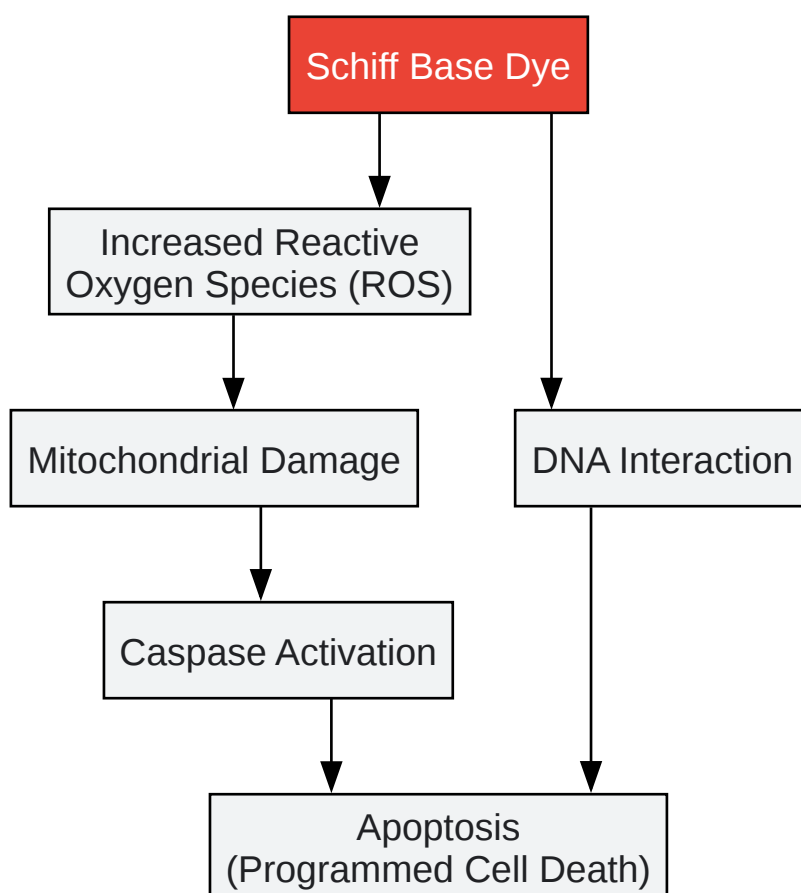 Schiff Base Dye
Increased Reactive
Oxygen Species (ROS)
Mitochondrial Damage
DNA Interaction
Caspase Activation
Apoptosis
(Programmed Cell Death)